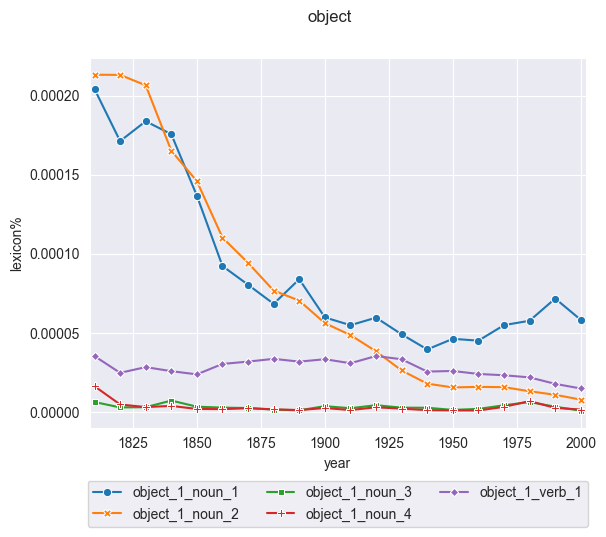 object
lexicon%
0.00020
0.00015
0.00010
0.00005
0.00000
1825 1850 1875 1900 1925 1950 1975 2000
year
object_1_noun_1 object_1_noun_3 object_1_verb_1
object_1_noun_2 object_1_noun_4